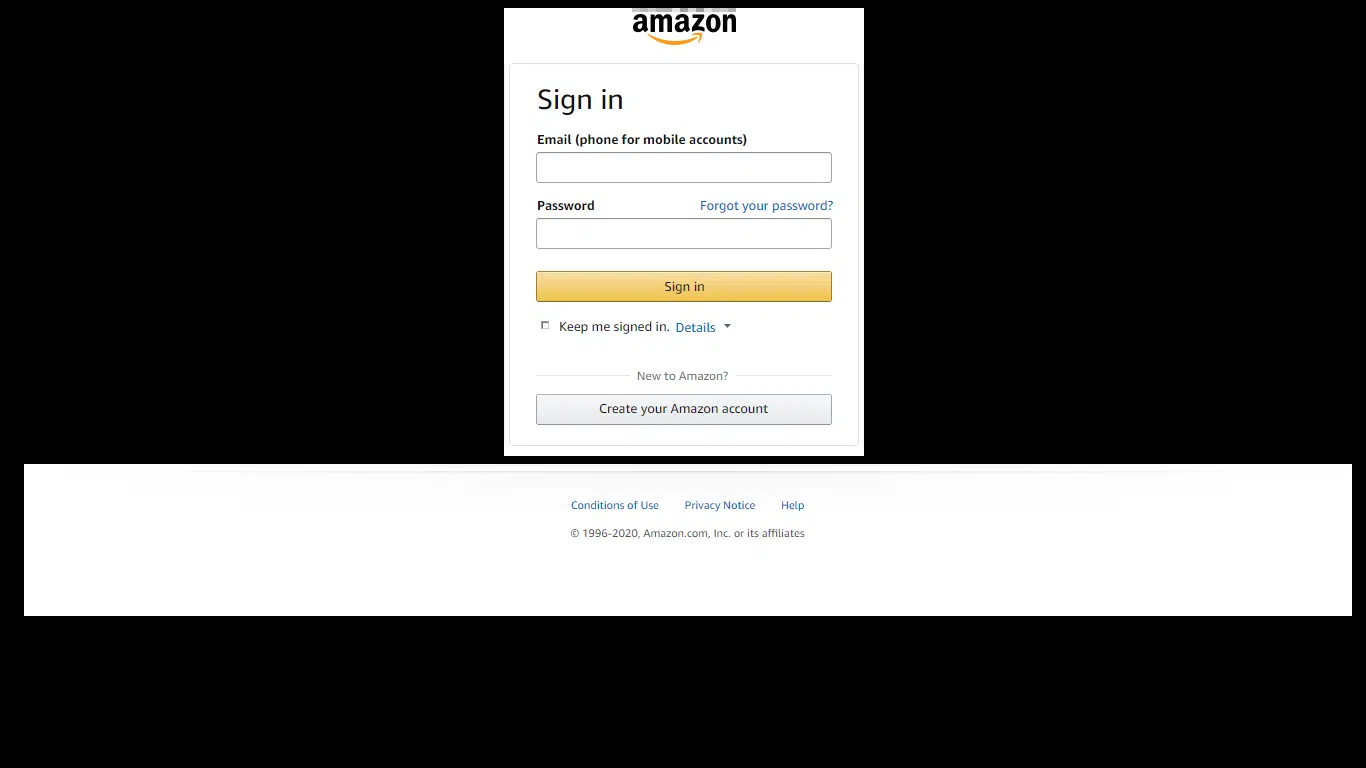 amazon
Sign in
Email (phone for mobile accounts)
Password Forgot your password?
Sign in
Keep me signed in. Details
New to Amazon?
Create your Amazon account
Conditions of Use Privacy Notice Help
© 1996-2020, Amazon.com, Inc. or its affiliates